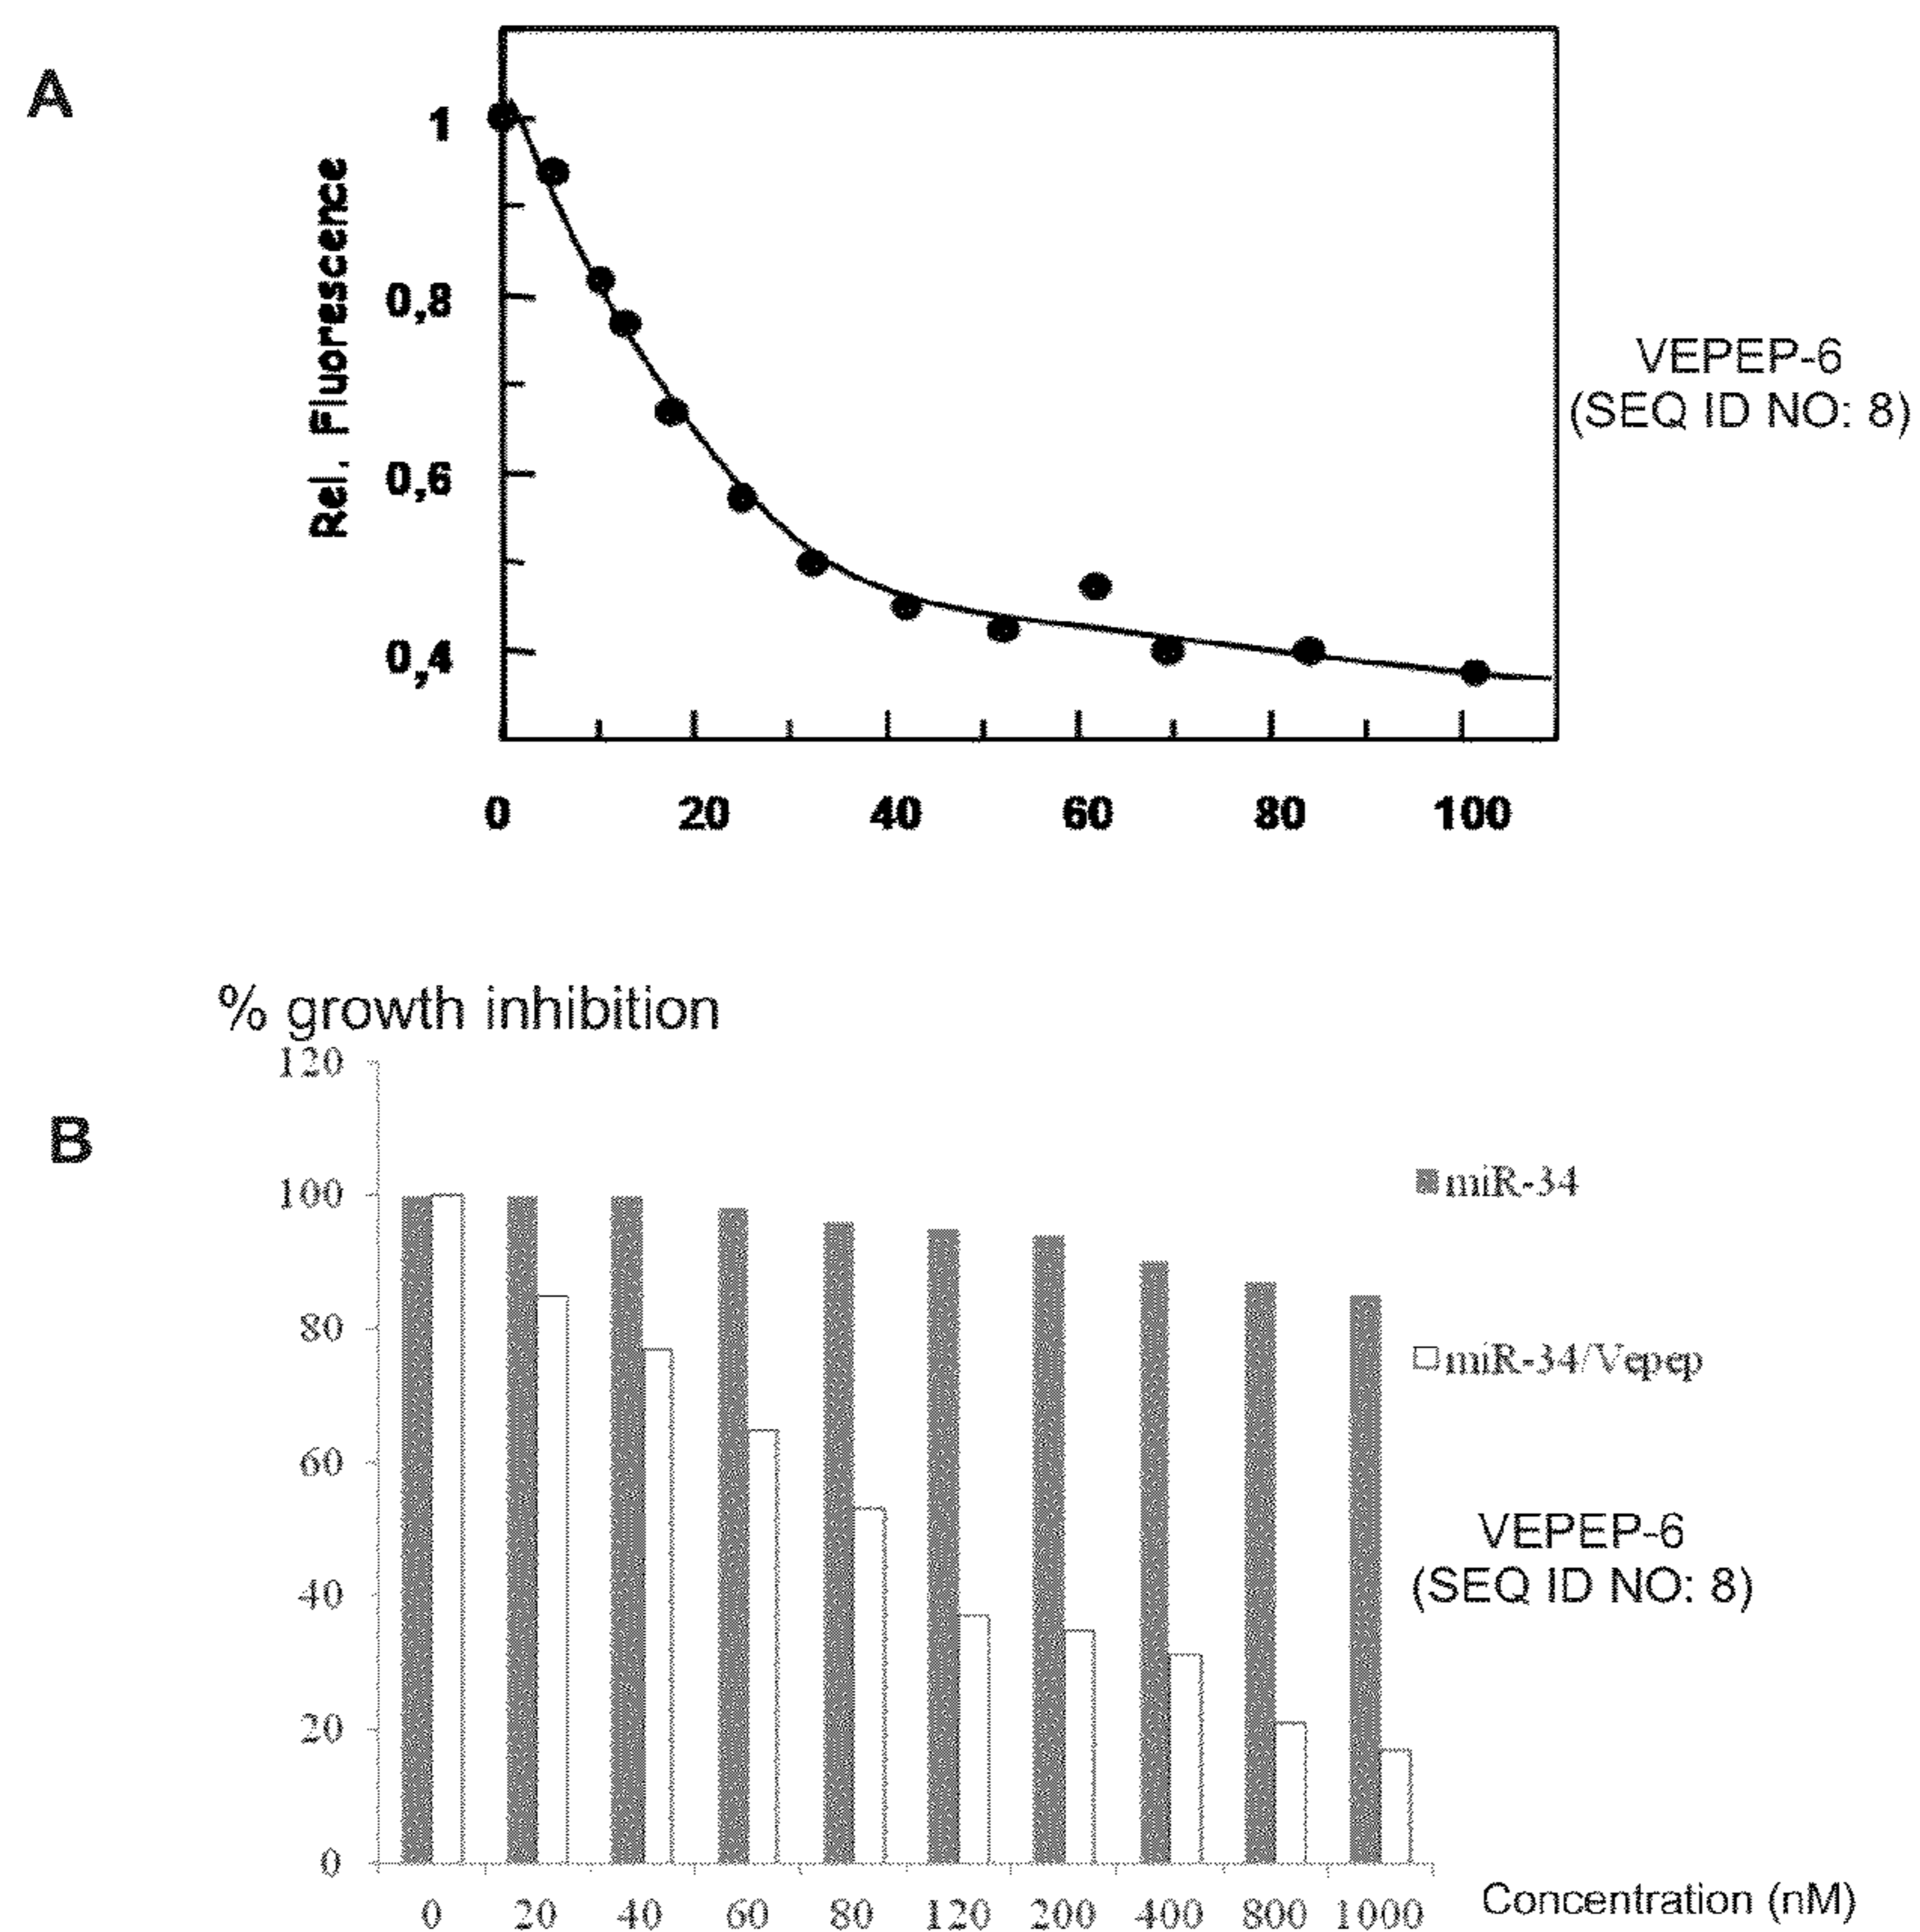 A
Rel. Fluorescence
1
0,8
0,6
0,4
0 20 40 60 80 100
VEPEP-6
(SEQ ID NO: 8)
% growth inhibition
B
120
100
80
60
40
20
0
0 20 40 60 80 120 200 400 800 1000
Concentration (nM)
miR-34
miR-34/Vepep
VEPEP-6
(SEQ ID NO: 8)